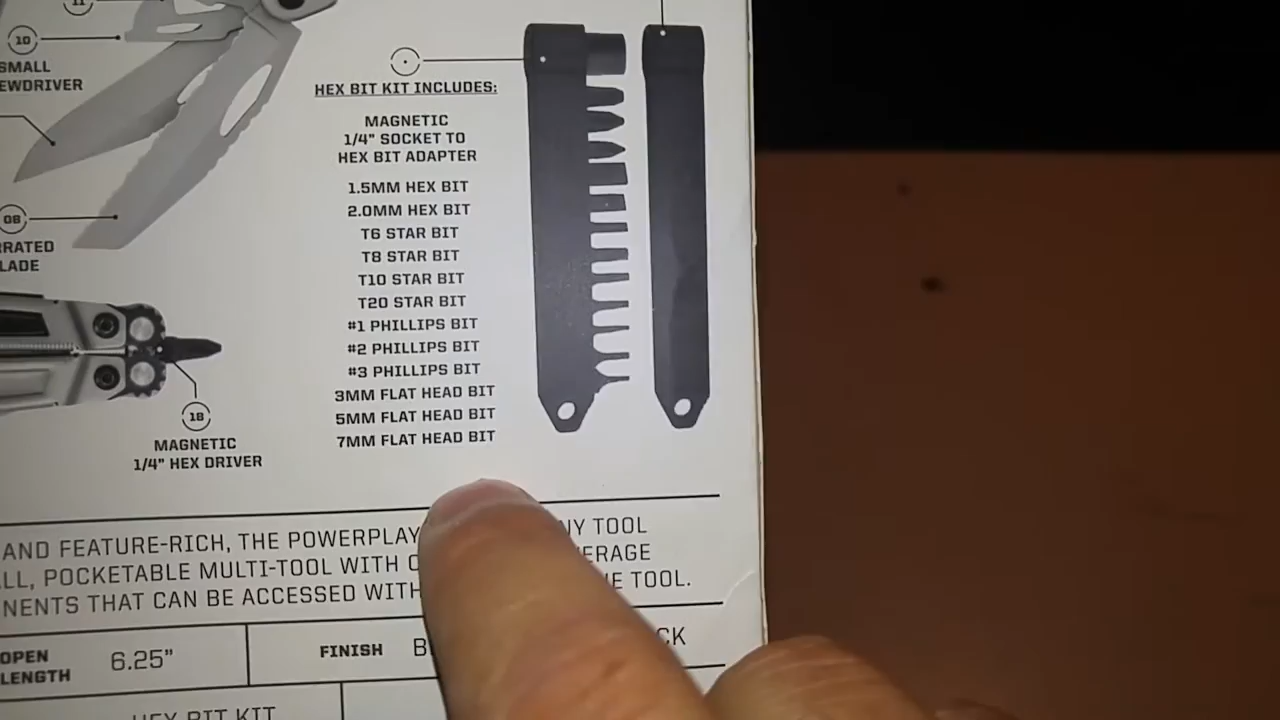 11
10
SMALL
EWDRIVER
08
RRATED
LADE
HEX BIT KIT INCLUDES:
MAGNETIC
1/4" SOCKET TO
HEX BIT ADAPTER
1.5MM HEX BIT
2.0MM HEX BIT
T6 STAR BIT
T8 STAR BIT
T10 STAR BIT
T20 STAR BIT
#1 PHILLIPS BIT
#2 PHILLIPS BIT
#3 PHILLIPS BIT
3MM FLAT HEAD BIT
5MM FLAT HEAD BIT
7MM FLAT HEAD BIT
18
MAGNETIC
1/4" HEX DRIVER
AND FEATURE-RICH, THE POWERPLAY NY TOOL
LL, POCKETABLE MULTI-TOOL WITH ERAGE
NENTS THAT CAN BE ACCESSED WITH E TOOL.
OPEN
LENGTH
6.25"
FINISH B CK
HEX BIT KIT